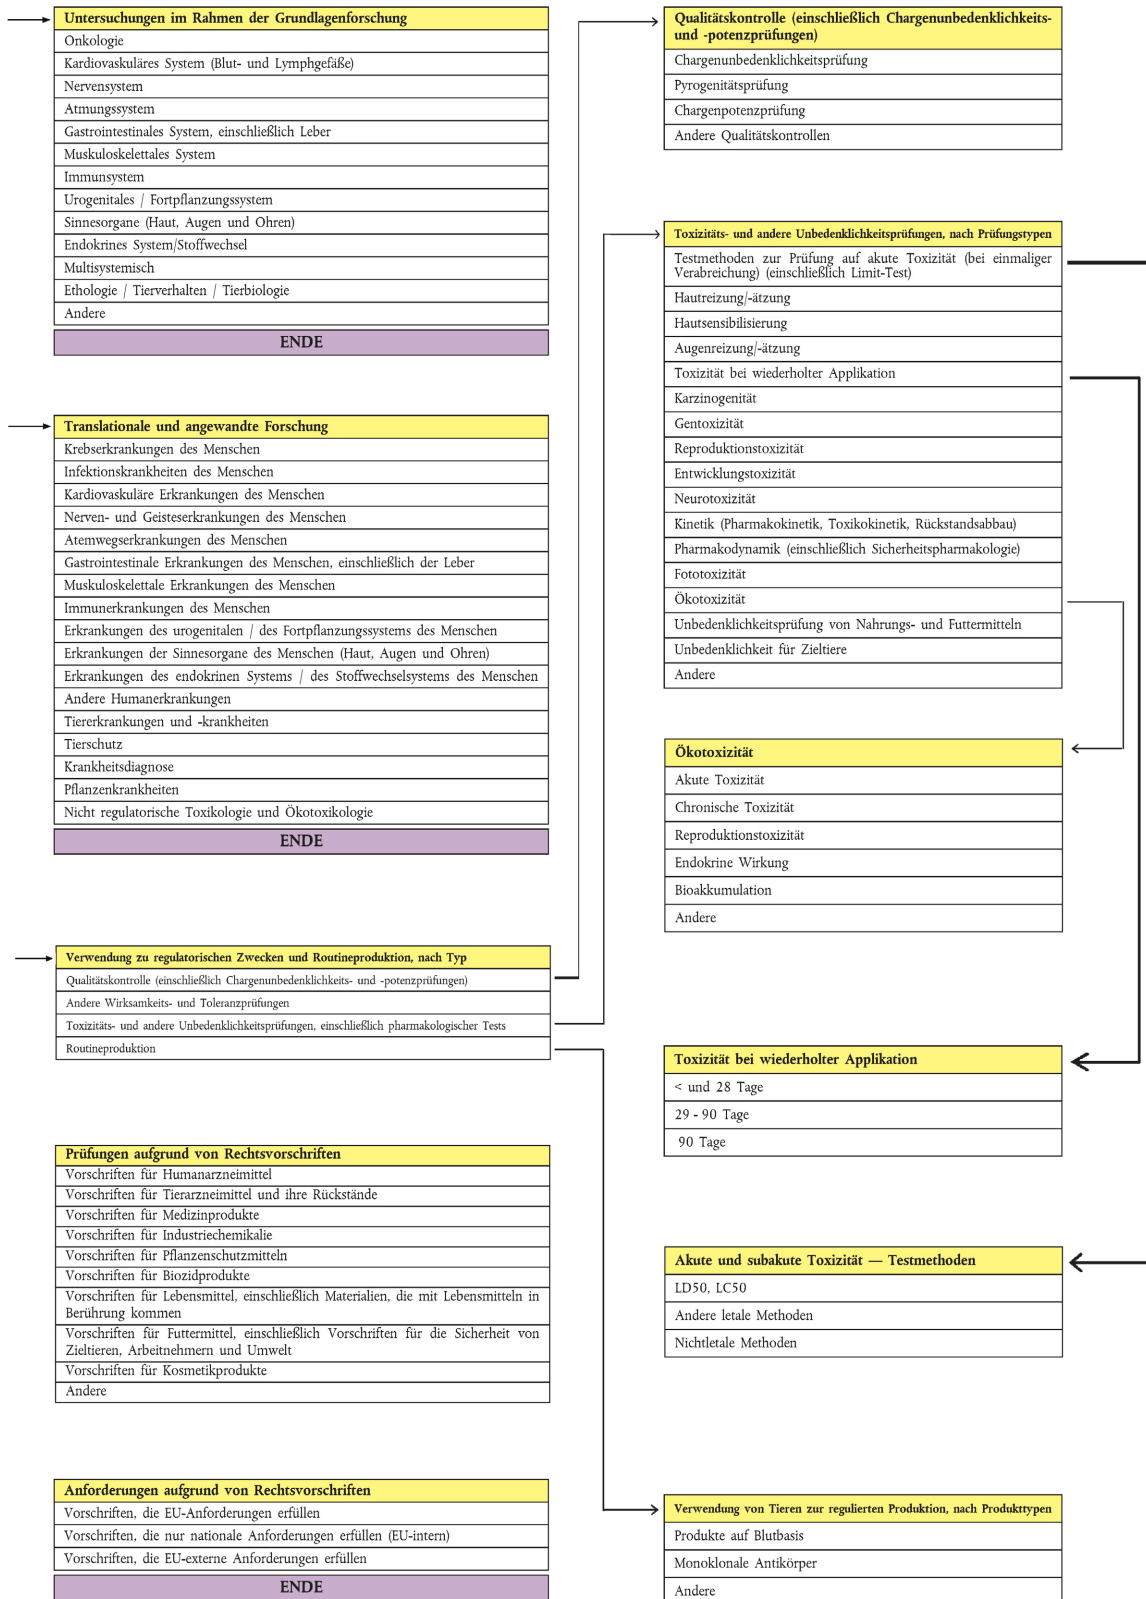 Untersuchungen im Rahmen der Grundlagenforschung
Onkologie
Kardiovaskuläres System (Blut- und Lymphgefäße)
Nervensystem
Atmungssystem
Gastrointestinales System, einschließlich Leber
Muskuloskelettales System
Immunsystem
Urogenitales / Fortpflanzungssystem
Sinnesorgane (Haut, Augen und Ohren)
Endokrines System/Stoffwechsel
Multisystemisch
Ethologie / Tierverhalten / Tierbiologie
Andere
ENDE
Translationale und angewandte Forschung
Krebserkrankungen des Menschen
Infektionskrankheiten des Menschen
Kardiovaskuläre Erkrankungen des Menschen
Nerven- und Geisteserkrankungen des Menschen
Atemwegserkrankungen des Menschen
Gastrointestinale Erkrankungen des Menschen, einschließlich der Leber
Muskuloskelettale Erkrankungen des Menschen
Immunerkrankungen des Menschen
Erkrankungen des urogenitalen / des Fortpflanzungssystems des Menschen
Erkrankungen der Sinnesorgane des Menschen (Haut, Augen und Ohren)
Erkrankungen des endokrinen Systems / des Stoffwechselsystems des Menschen
Andere Humanerkrankungen
Tiererkrankungen und -krankheiten
Tierschutz
Krankheitsdiagnose
Pflanzenkrankheiten
Nicht regulatorische Toxikologie und Ökotoxikologie
ENDE
Verwendung zu regulatorischen Zwecken und Routineproduktion, nach Typ
Qualitätskontrolle (einschließlich Chargenunbedenklichkeits- und -potenzprüfungen)
Andere Wirksamkeits- und Toleranzprüfungen
Toxizitäts- und andere Unbedenklichkeitsprüfungen, einschließlich pharmakologischer Tests
Routineproduktion
Prüfungen aufgrund von Rechtsvorschriften
Vorschriften für Humanarzneimittel
Vorschriften für Tierarzneimittel und ihre Rückstände
Vorschriften für Medizinprodukte
Vorschriften für Industriechemikalie
Vorschriften für Pflanzenschutzmitteln
Vorschriften für Biozidprodukte
Vorschriften für Lebensmittel, einschließlich Materialien, die mit Lebensmitteln in
Berührung kommen
Vorschriften für Futtermittel, einschließlich Vorschriften für die Sicherheit von
Zieltieren, Arbeitnehmern und Umwelt
Vorschriften für Kosmetikprodukte
Andere
Anforderungen aufgrund von Rechtsvorschriften
Vorschriften, die EU-Anforderungen erfüllen
Vorschriften, die nur nationale Anforderungen erfüllen (EU-intern)
Vorschriften, die EU-externe Anforderungen erfüllen
ENDE
Qualitätskontrolle (einschließlich Chargenunbedenklichkeits-
und -potenzprüfungen)
Chargenunbedenklichkeitsprüfung
Pyrogenitätsprüfung
Chargenpotenzprüfung
Andere Qualitätskontrollen
Toxizitäts- und andere Unbedenklichkeitsprüfungen, nach Prüfungstypen
Testmethoden zur Prüfung auf akute Toxizität (bei einmaliger
Verabreichung) (einschließlich Limit-Test)
Hautreizung/-ätzung
Hautsensibilisierung
Augenreizung/-ätzung
Toxizität bei wiederholter Applikation
Karzinogenität
Gentoxizität
Reproduktionstoxizität
Entwicklungstoxizität
Neurotoxizität
Kinetik (Pharmakokinetik, Toxikokinetik, Rückstandsabbau)
Pharmakodynamik (einschließlich Sicherheitspharmakologie)
Fototoxizität
Ökotoxizität
Unbedenklichkeitsprüfung von Nahrungs- und Futtermitteln
Unbedenklichkeit für Zieltiere
Andere
Ökotoxizität
Akute Toxizität
Chronische Toxizität
Reproduktionstoxizität
Endokrine Wirkung
Bioakkumulation
Andere
Toxizität bei wiederholter Applikation
< und 28 Tage
29 - 90 Tage
90 Tage
Akute und subakute Toxizität — Testmethoden
LD50, LC50
Andere letale Methoden
Nichtletale Methoden
Verwendung von Tieren zur regulierten Produktion, nach Produkttypen
Produkte auf Blutbasis
Monoklonale Antikörper
Andere